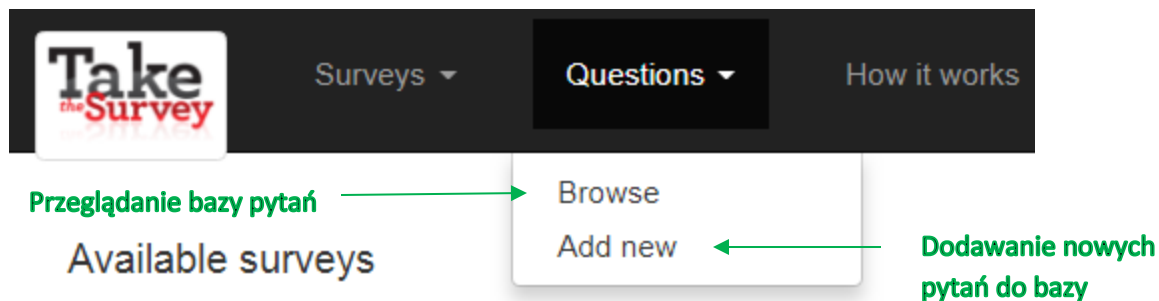 Take
the Survey
Surveys
Questions
How it works
Przeglądanie bazy pytań
Browse
Add new
Available surveys
Dodawanie nowych
pytań do bazy